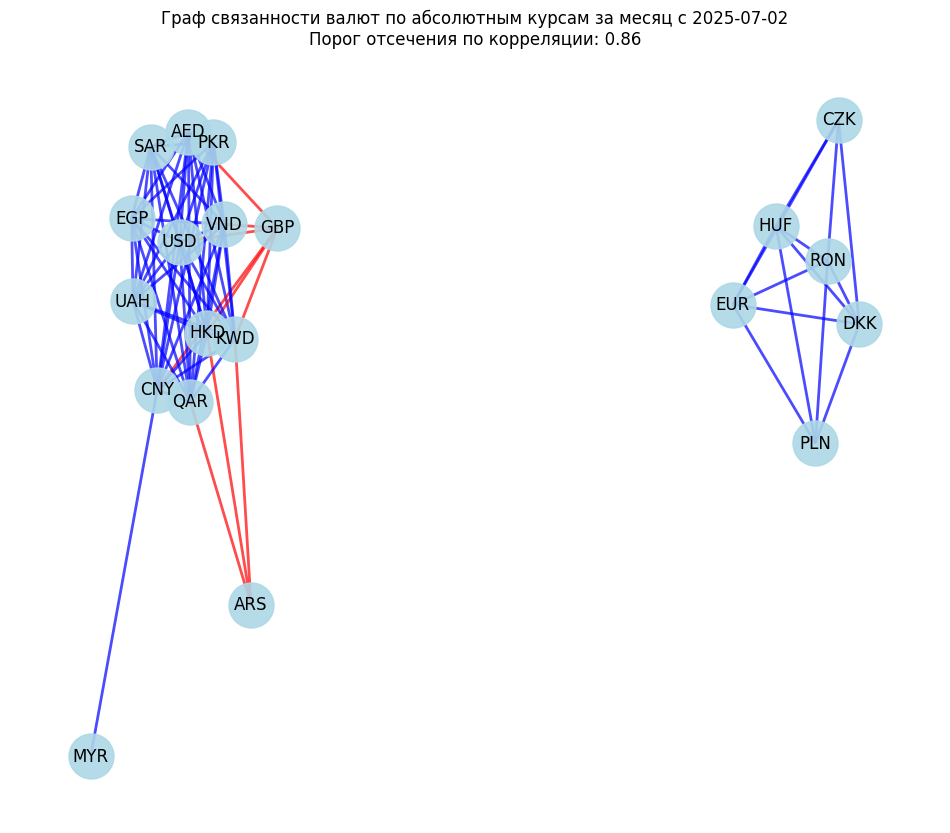 Граф связанности валют по абсолютным курсам за месяц с 2025-07-02
Порог отсечения по корреляции: 0.86
CZK
AED
PKR
SAR
EGP
VND
GBP
HUF
USD
RON
UAH
EUR
DKK
HKD
KWD
CNY
QAR
PLN
ARS
MYR